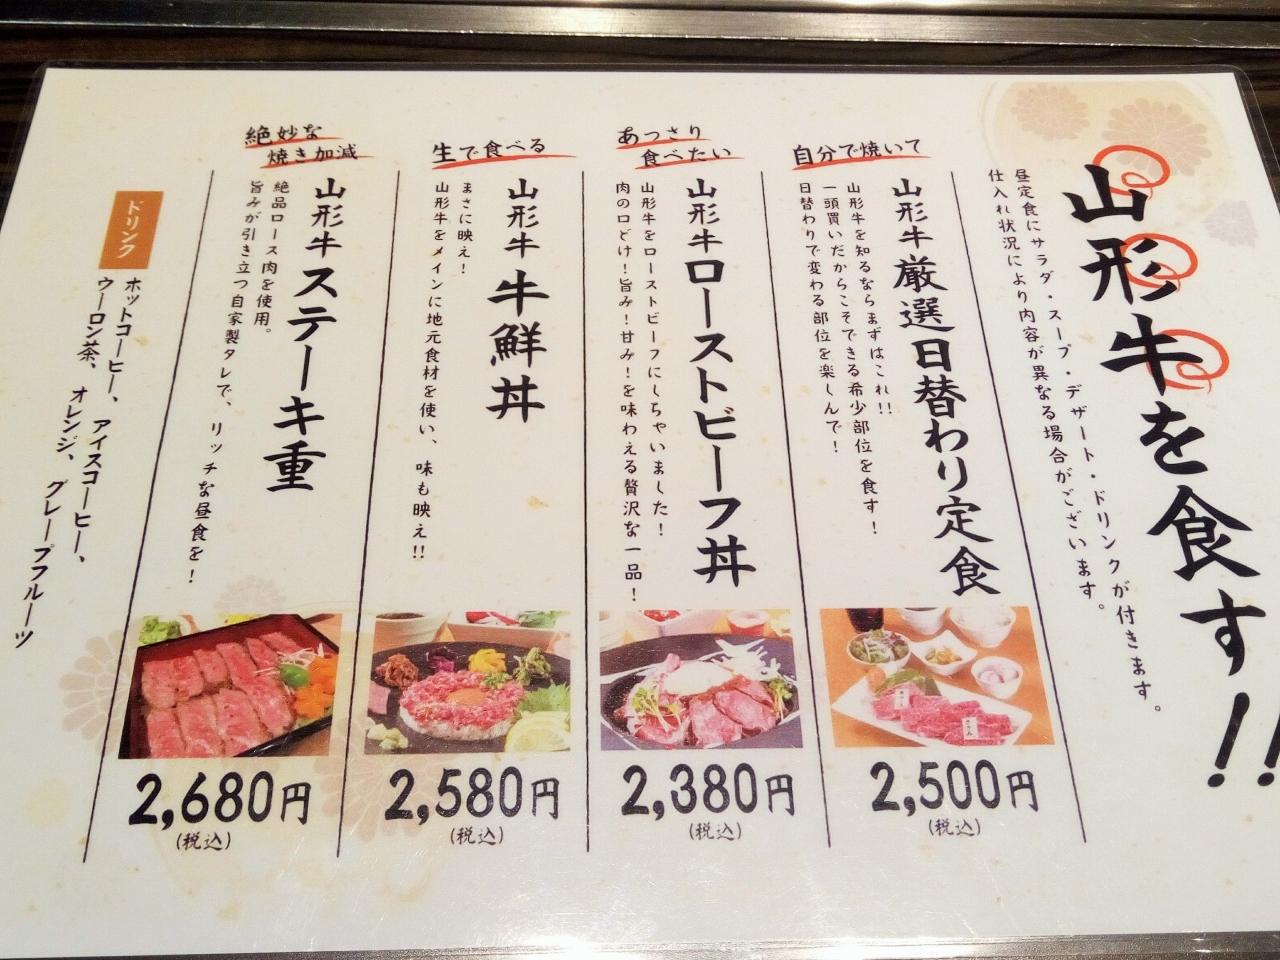 山形牛を食す!!
昼定食にサラダ・スープ・デザート・ドリンクが付きます。
仕入れ状況により内容が異なる場合がございます。
自分で焼いて
山形牛厳選日替わり定食
山形牛を知るならまずはこれ!!
一頭買いだからこそできる希少部位を食す!
日替わりで変わる部位を楽しんで!
2,500円
(税込)
あっさり
食べたい
山形牛ローストビーフ丼
山形牛をローストビーフにしちゃいました!
肉の口どけ!旨み!甘み!を味わえる贅沢な一品!
2,380円
(税込)
生で食べる
山形牛牛鮮丼
まさに映え!
山形牛をメインに地元食材を使い、味も映え!!
2,580円
(税込)
絶妙な
焼き加減
山形牛ステーキ重
絶品ロース肉を使用。
旨みが引き立つ自家製タレで、リッチな昼食を!
2,680円
(税込)
ドリンク
ホットコーヒー、アイスコーヒー、
ウーロン茶、オレンジ、グレープフルーツ